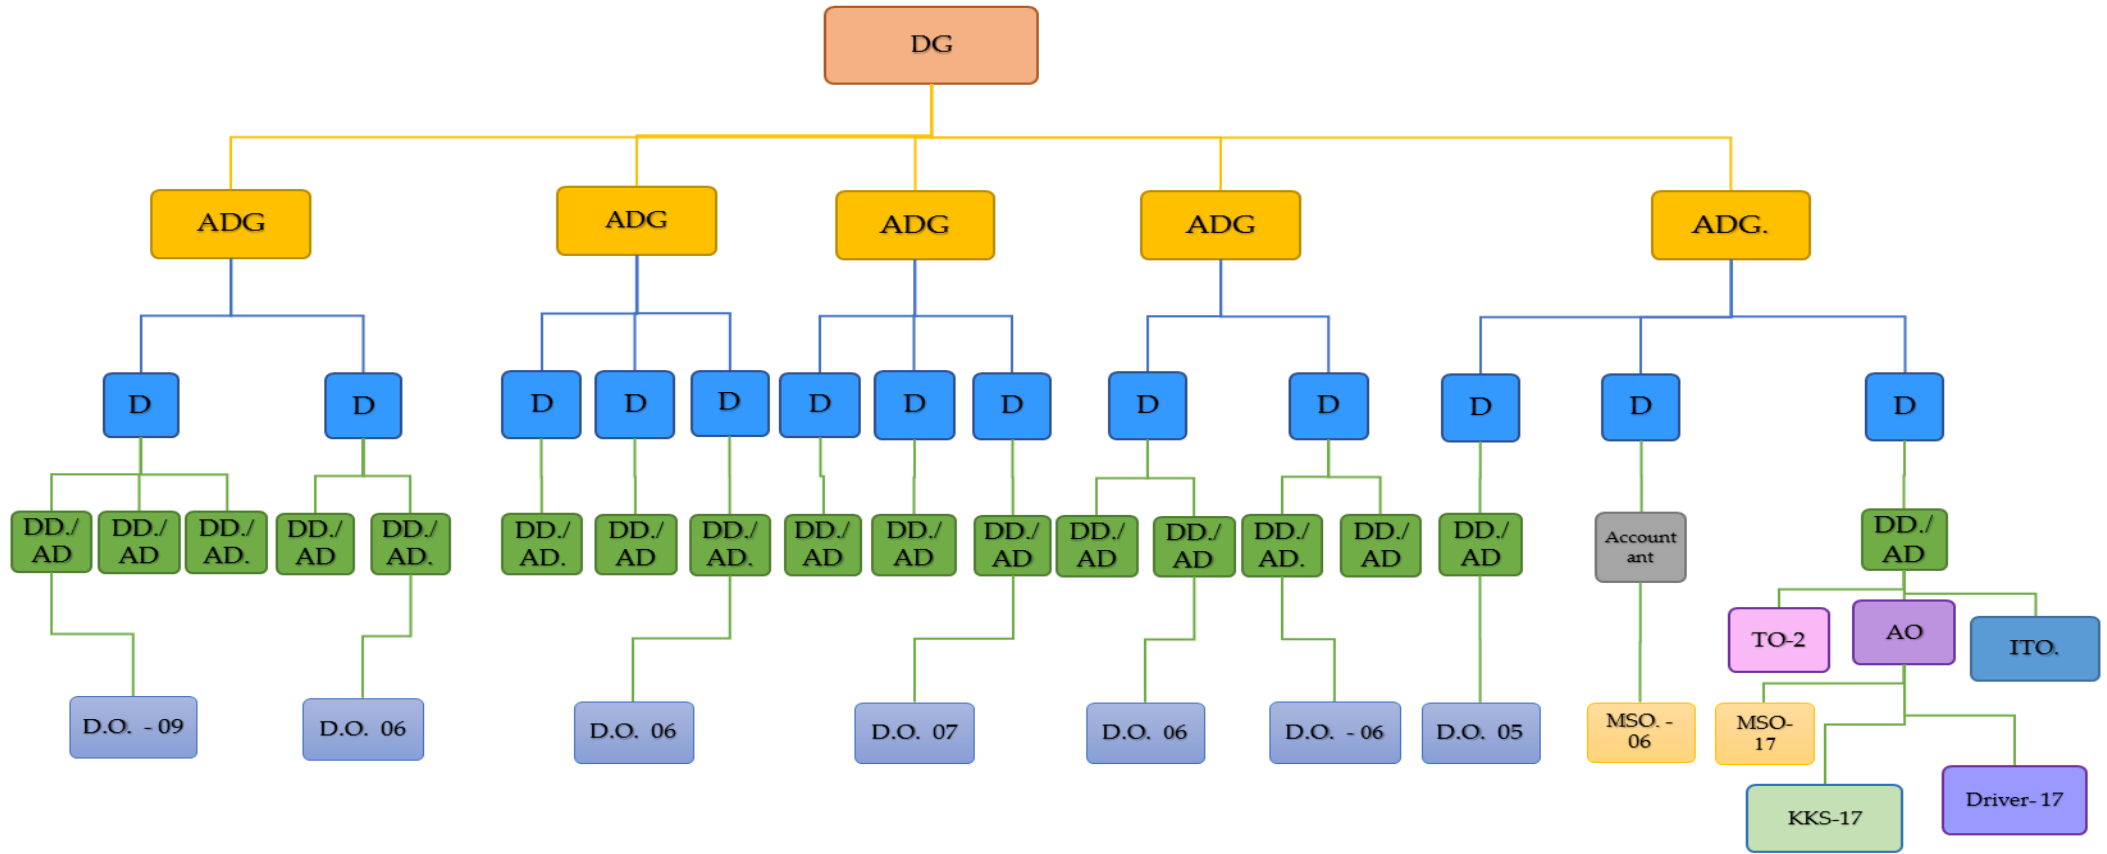 DG
ADG
ADG
ADG
ADG
ADG.
D
D
D
D
D
D
D
D
D
D
D
D
D
DD./
AD
DD./
AD
DD./
AD.
DD./
AD
DD./
AD.
DD./
AD.
DD./
AD
DD./
AD.
DD./
AD
DD./
AD
DD./
AD
DD./
AD
DD./
AD
DD./
AD.
DD./
AD
DD./
AD
Account
ant
DD./
AD
TO-2
AO
ITO.
D.O. - 09
D.O. 06
D.O. 06
D.O. 07
D.O. 06
D.O. - 06
D.O. 05
MSO. -
06
MSO-
17
KKS-17
Driver- 17